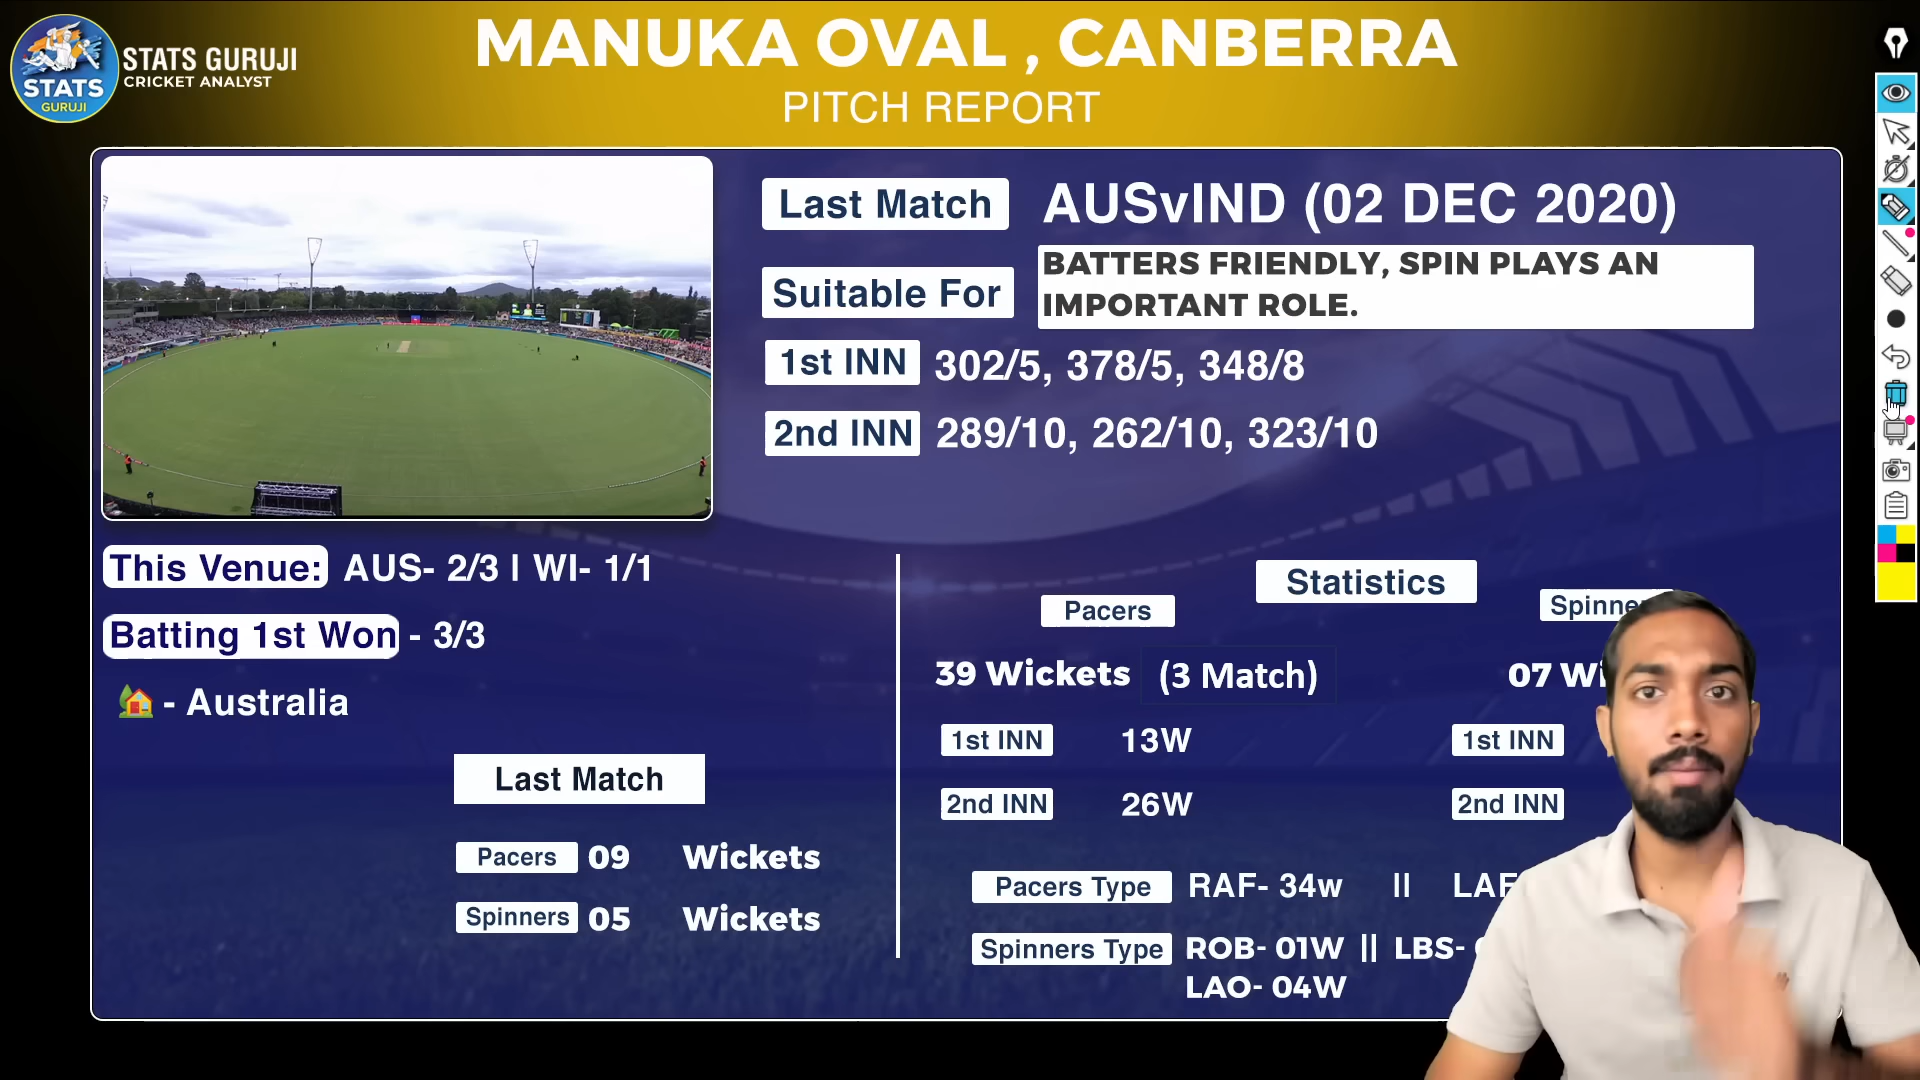 MANUKA OVAL , CANBERRA
PITCH REPORT
STATS GURUJI
CRICKET ANALYST
STATS
GURUJI
Last Match AUSvIND (02 DEC 2020)
Suitable For BATTERS FRIENDLY, SPIN PLAYS AN
IMPORTANT ROLE.
1st INN 302/5, 378/5, 348/8
2nd INN 289/10, 262/10, 323/10
This Venue: AUS- 2/3 I WI- 1/1
Batting 1st Won - 3/3
- Australia
Last Match
Pacers 09 Wickets
Spinners 05 Wickets
Statistics
Pacers
39 Wickets (3 Match)
1st INN 13W
2nd INN 26W
07
1st INN
2nd INN
Pacers Type RAF- 34w II
Spinners Type ROB- 01W || LBS-
LAO- 04W